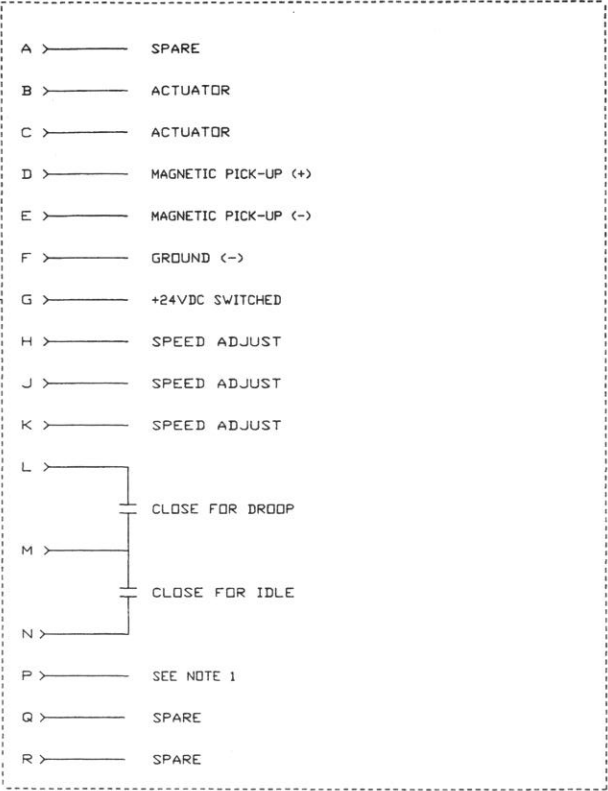 A SPARE
B ACTUATOR
C ACTUATOR
D MAGNETIC PICK-UP (+)
E MAGNETIC PICK-UP (-)
F GROUND (-)
G +24VDC SWITCHED
H SPEED ADJUST
J SPEED ADJUST
K SPEED ADJUST
L
CLOSE FOR DROOP
M
CLOSE FOR IDLE
N
P SEE NOTE 1
Q SPARE
R SPARE